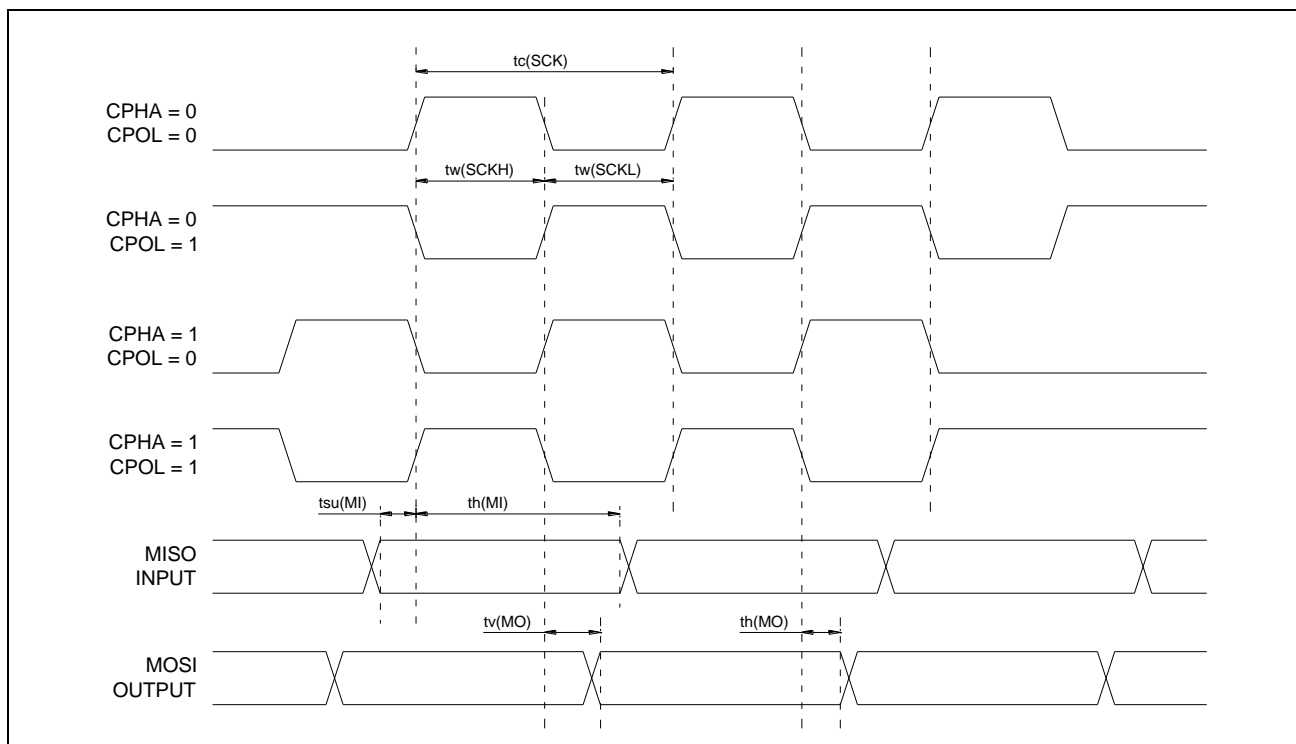 tc(SCK)
CPHA = 0
CPOL = 0
tw(SCKH)
tw(SCKL)
CPHA = 0
CPOL = 1
CPHA = 1
CPOL = 0
CPHA = 1
CPOL = 1
tsu(MI)
th(MI)
MISO
INPUT
tv(MO)
th(MO)
MOSI
OUTPUT